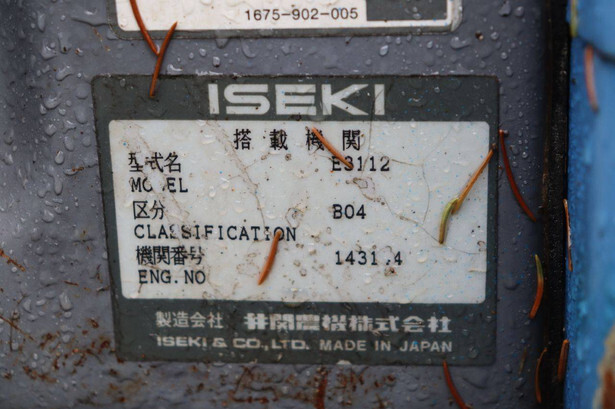 1675-902-005
ISEKI
搭載機関
型式名 E3112
MODEL
区分 B04
CLASSIFICATION
機関番号
ENG.NO
製造会社 井関農機株式会社
ISEKI & CO., LTD. MADE IN JAPAN